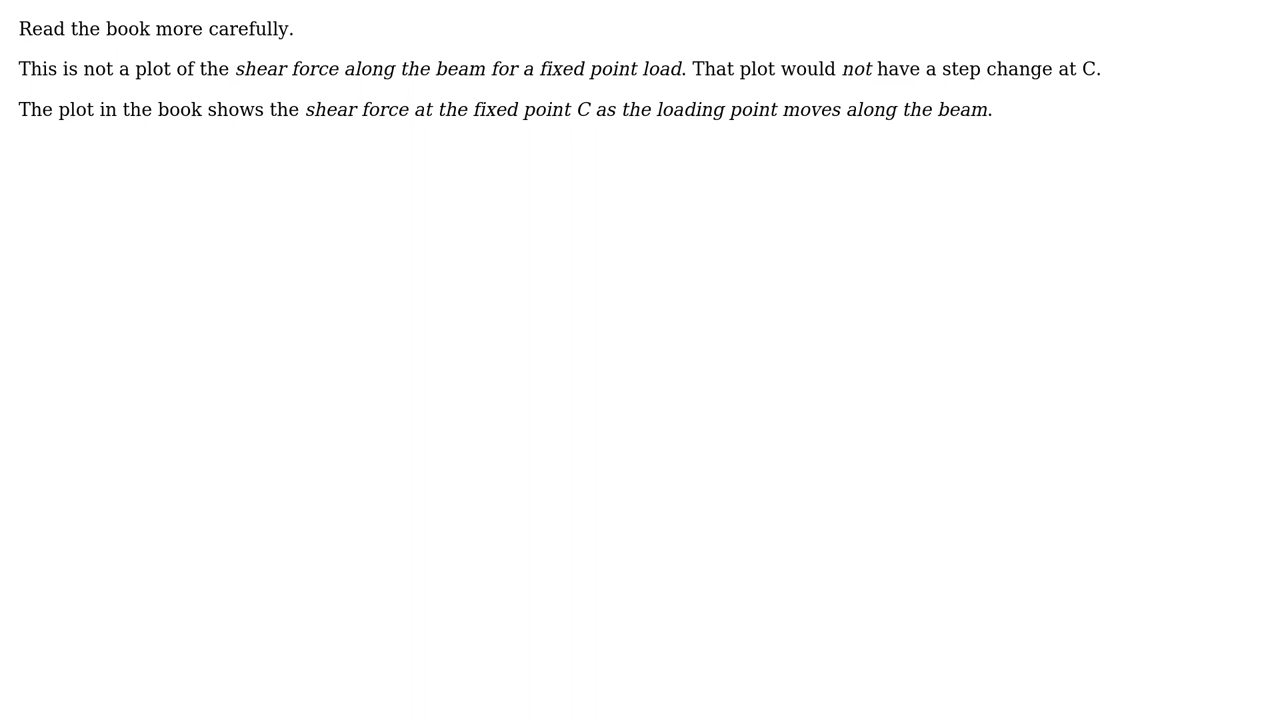 Read the book more carefully.
This is not a plot of the shear force along the beam for a fixed point load. That plot would not have a step change at C.
The plot in the book shows the shear force at the fixed point C as the loading point moves along the beam.